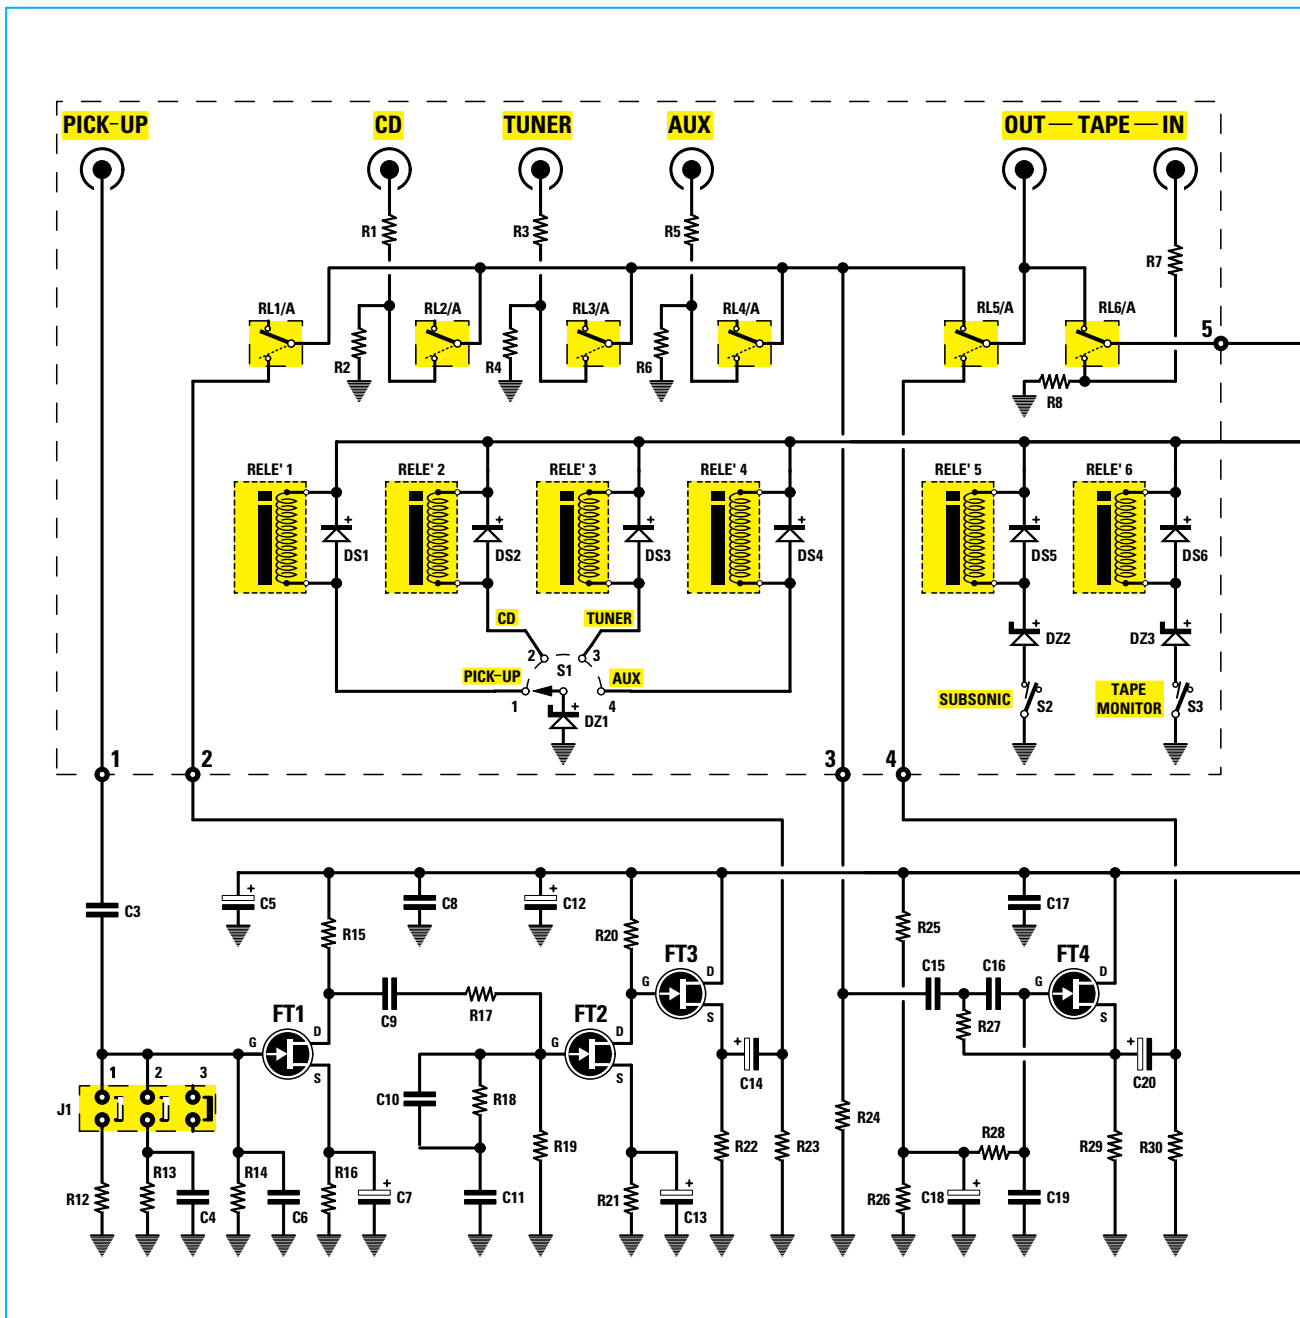 PICK-UP CD TUNER AUX OUT — TAPE — IN
R1 R3 R5 R7
RL1/A RL2/A RL3/A RL4/A RL5/A RL6/A 5
R2 R4 R6 R8
RELE' 1 RELE' 2 RELE' 3 RELE' 4 RELE' 5 RELE' 6
+ + + + + +
DS1 DS2 DS3 DS4 DS5 DS6
CD TUNER + +
DZ2 DZ3
2 S1 3
PICK-UP AUX SUBSONIC TAPE
MONITOR
1 + 4 S2 S3
DZ1
1 2 3 4
+ +
C3 C5 C8 C12 C17
R15 R20 R25
FT3 FT4
G D C15 C16 G D
S S
C9 R17 R27
FT1 FT2
G D G D
S S
+ C14 + C20
1 2 3
J1 C10 R18 R24
R19 R22 R23 R28 R29 R30
R12 R13 C4 R14 C6 R16 + C7 C11 R21 + C13 R26 C18 + C19